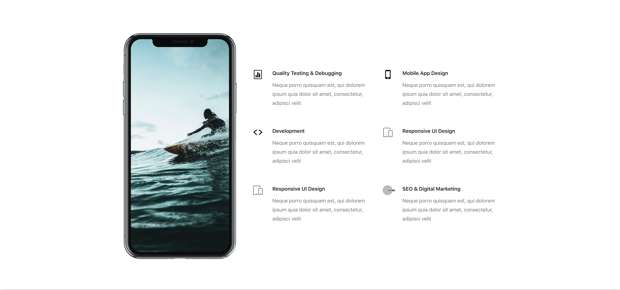 Quality Testing & Debugging
Neque porro quisquam est, qui dolorem
ipsum quia dolor sit amet, consectetur,
adipisci velit
Mobile App Design
Neque porro quisquam est, qui dolorem
ipsum quia dolor sit amet, consectetur,
adipisci velit
Development
Neque porro quisquam est, qui dolorem
ipsum quia dolor sit amet, consectetur,
adipisci velit
Responsive UI Design
Neque porro quisquam est, qui dolorem
ipsum quia dolor sit amet, consectetur,
adipisci velit
Responsive UI Design
Neque porro quisquam est, qui dolorem
ipsum quia dolor sit amet, consectetur,
adipisci velit
SEO & Digital Marketing
Neque porro quisquam est, qui dolorem
ipsum quia dolor sit amet, consectetur,
adipisci velit